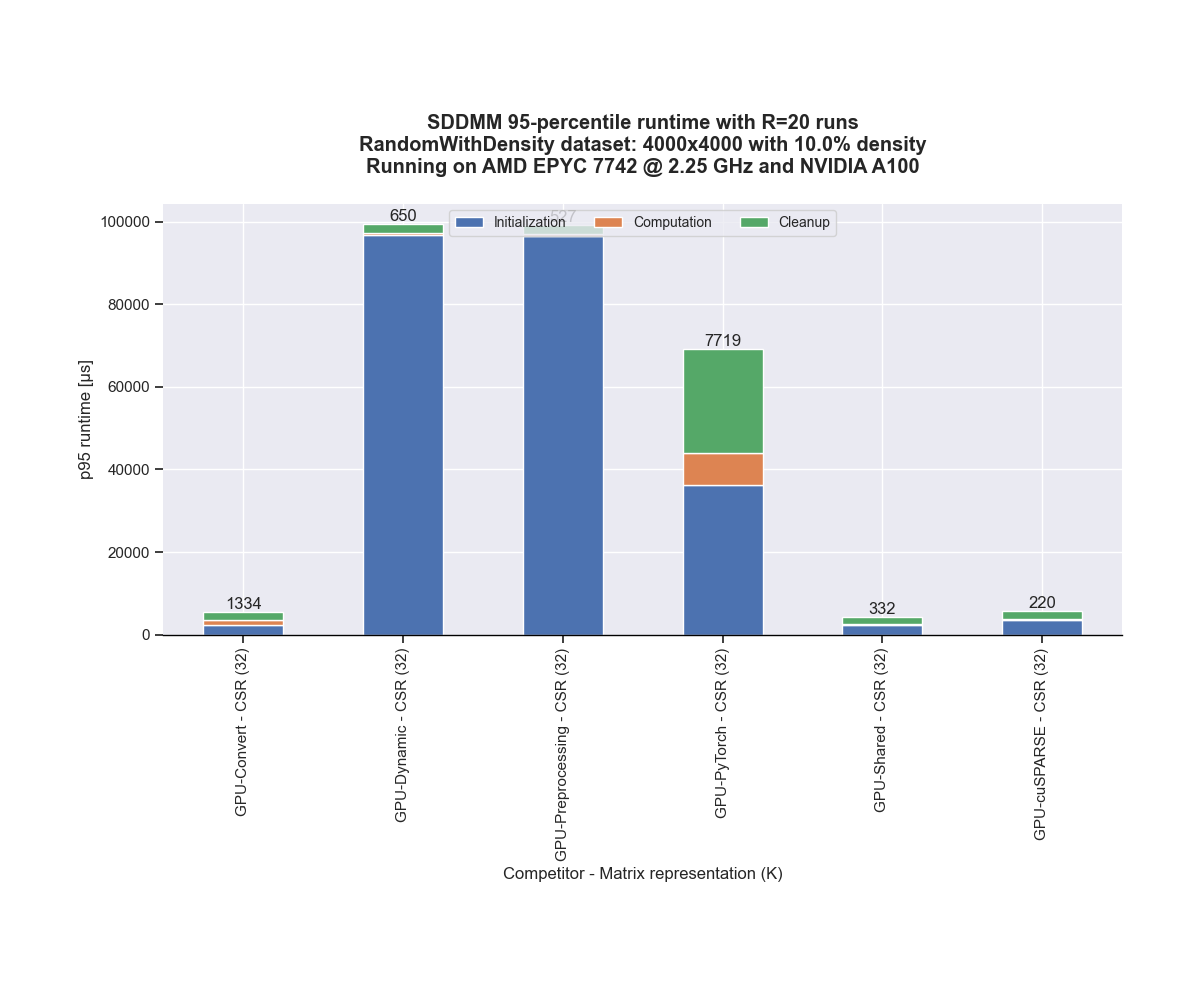 SDDMM 95-percentile runtime with R=20 runs
RandomWithDensity dataset: 4000x4000 with 10.0% density
Running on AMD EPYC 7742 @ 2.25 GHz and NVIDIA A100
Initialization
Computation
Cleanup
p95 runtime [µs]
100000
80000
60000
40000
20000
0
1334
650
527
7719
332
220
GPU-Convert - CSR (32)
GPU-Dynamic - CSR (32)
GPU-Preprocessing - CSR (32)
GPU-PyTorch - CSR (32)
GPU-Shared - CSR (32)
GPU-cuSPARSE - CSR (32)
Competitor - Matrix representation (K)